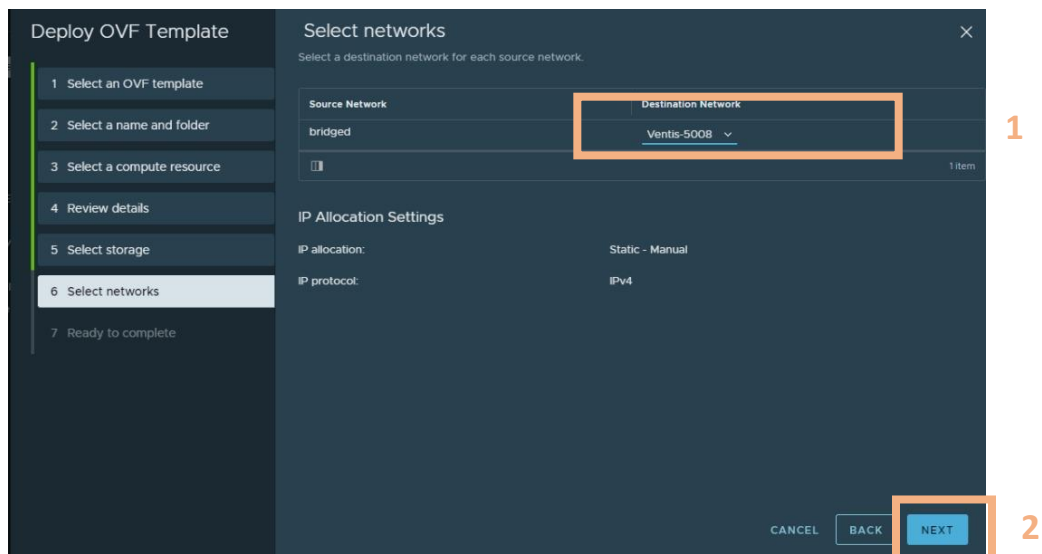 Deploy OVF Template
1 Select an OVF template
2 Select a name and folder
3 Select a compute resource
4 Review details
5 Select storage
6 Select networks
7 Ready to complete
Select networks
Select a destination network for each source network.
Source Network Destination Network
bridged Ventis-5008
1 item
IP Allocation Settings
IP allocation: Static - Manual
IP protocol: IPv4
CANCEL BACK NEXT
1
2